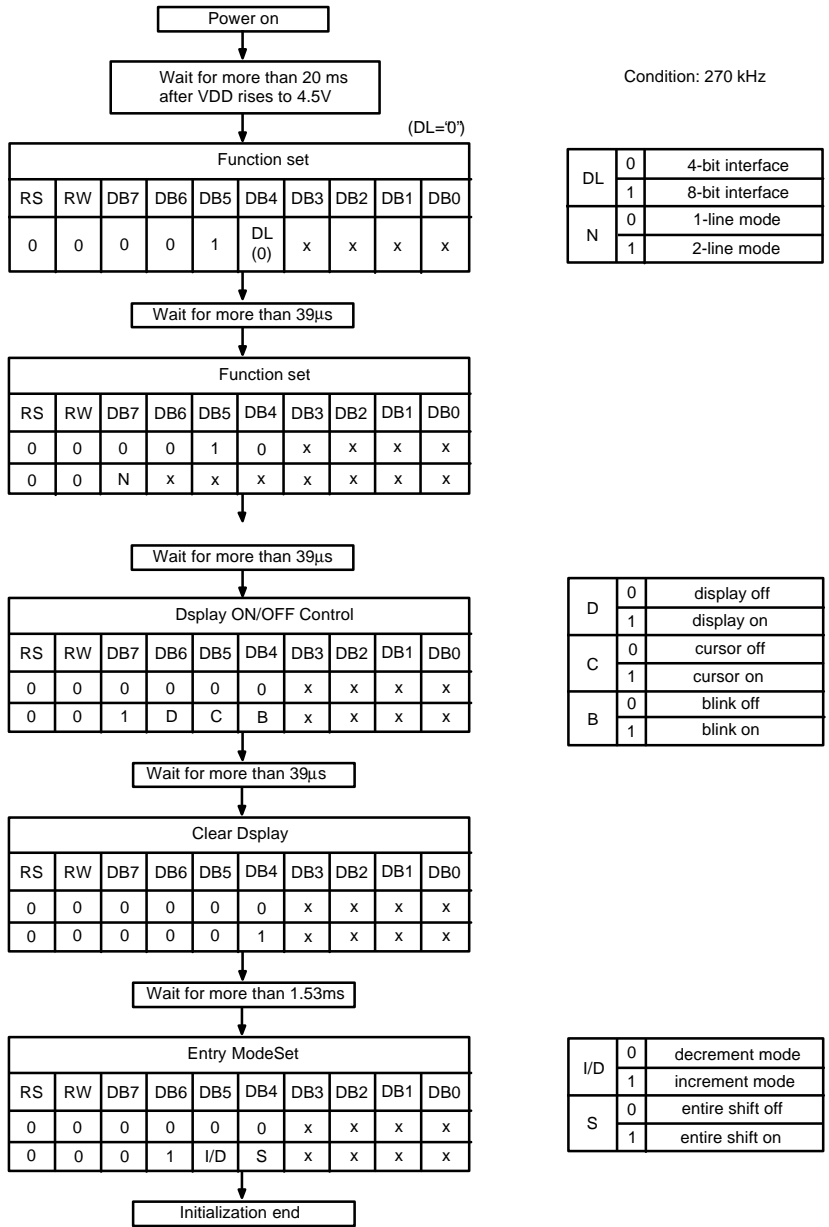 Power on
Wait for more than 20 ms
after VDD rises to 4.5V
Condition: 270 kHz
(DL="0")
Function set
RS RW DB7 DB6 DB5 DB4 DB3 DB2 DB1 DB0
0 0 0 0 1 DL (0) x x x x
DL 0 4-bit interface
1 8-bit interface
N 0 1-line mode
1 2-line mode
Wait for more than 39μs
Function set
RS RW DB7 DB6 DB5 DB4 DB3 DB2 DB1 DB0
0 0 0 0 1 0 x x x x
0 0 N x x x x x x x
Wait for more than 39μs
Dsplay ON/OFF Control
RS RW DB7 DB6 DB5 DB4 DB3 DB2 DB1 DB0
0 0 0 0 0 0 x x x x
0 0 1 D C B x x x x
D 0 display off
1 display on
C 0 cursor off
1 cursor on
B 0 blink off
1 blink on
Wait for more than 39μs
Clear Dsplay
RS RW DB7 DB6 DB5 DB4 DB3 DB2 DB1 DB0
0 0 0 0 0 0 x x x x
0 0 0 0 0 1 x x x x
Wait for more than 1.53ms
Entry ModeSet
RS RW DB7 DB6 DB5 DB4 DB3 DB2 DB1 DB0
0 0 0 0 0 0 x x x x
0 0 0 1 I/D S x x x x
I/D 0 decrement mode
1 increment mode
S 0 entire shift off
1 entire shift on
Initialization end